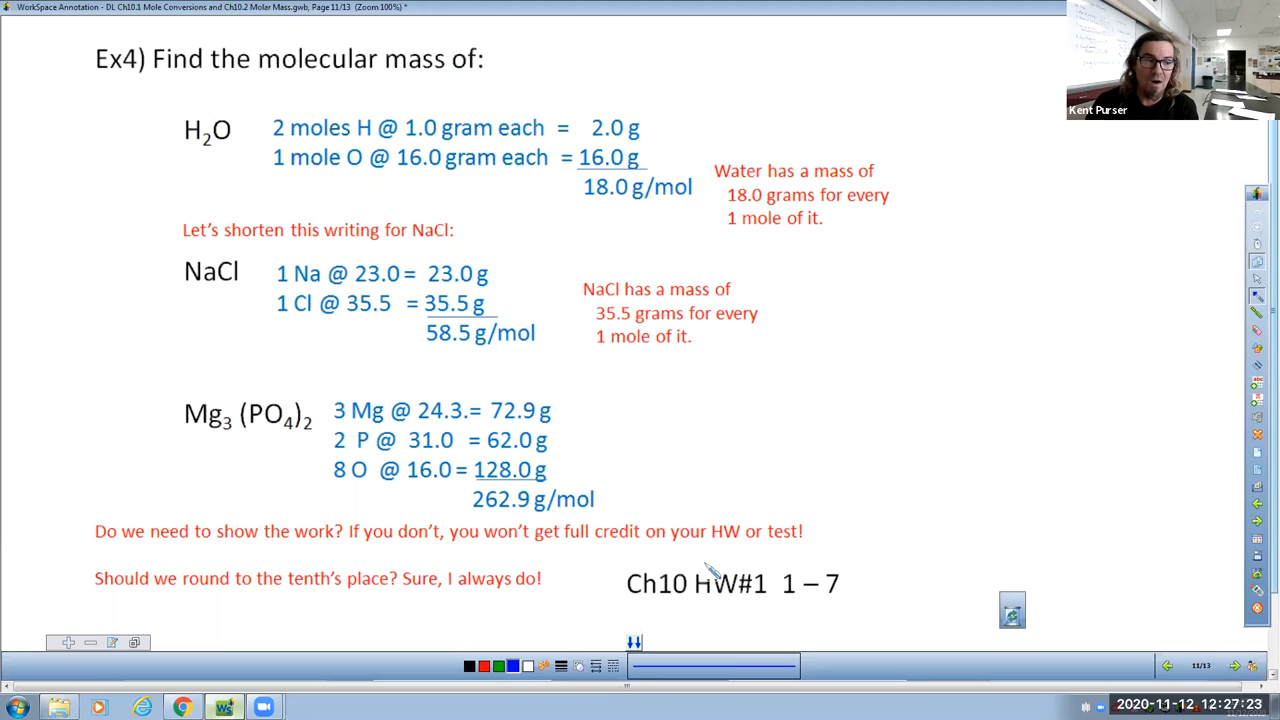 WorkSpace Annotation - DL Ch10.1 Mole Conversions and Ch10.2 Molar Mass.gwb, Page 11/13 (Zoom 100%) *
Kent Purser
Ex4) Find the molecular mass of:
H₂O
2 moles H @ 1.0 gram each = 2.0 g
1 mole O @ 16.0 gram each = 16.0 g
18.0 g/mol
Water has a mass of
18.0 grams for every
1 mole of it.
Let's shorten this writing for NaCl:
NaCl
1 Na @ 23.0 = 23.0 g
1 Cl @ 35.5 = 35.5 g
58.5 g/mol
NaCl has a mass of
35.5 grams for every
1 mole of it.
Mg₃ (PO₄)₂
3 Mg @ 24.3.= 72.9 g
2 P @ 31.0 = 62.0 g
8 O @ 16.0 = 128.0 g
262.9 g/mol
Do we need to show the work? If you don't, you won't get full credit on your HW or test!
Should we round to the tenth's place? Sure, I always do!
Ch10 HW#1 1 – 7
11/13
2020-11-12, 12:27:23